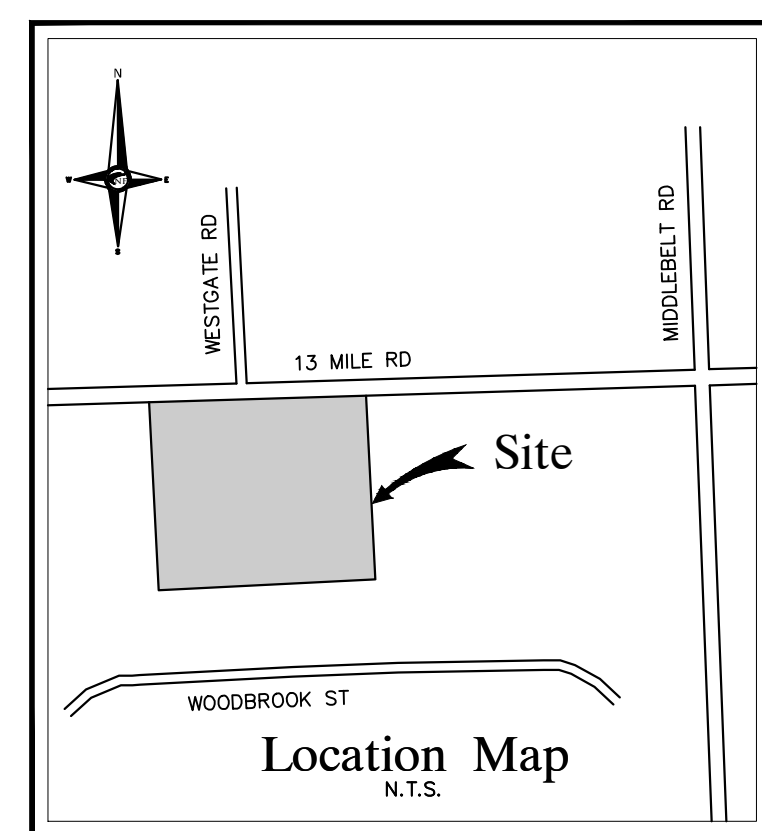 N
W
E
S
WESTGATE RD
MIDDLEBELT RD
13 MILE RD
Site
WOODBROOK ST
Location Map
N.T.S.